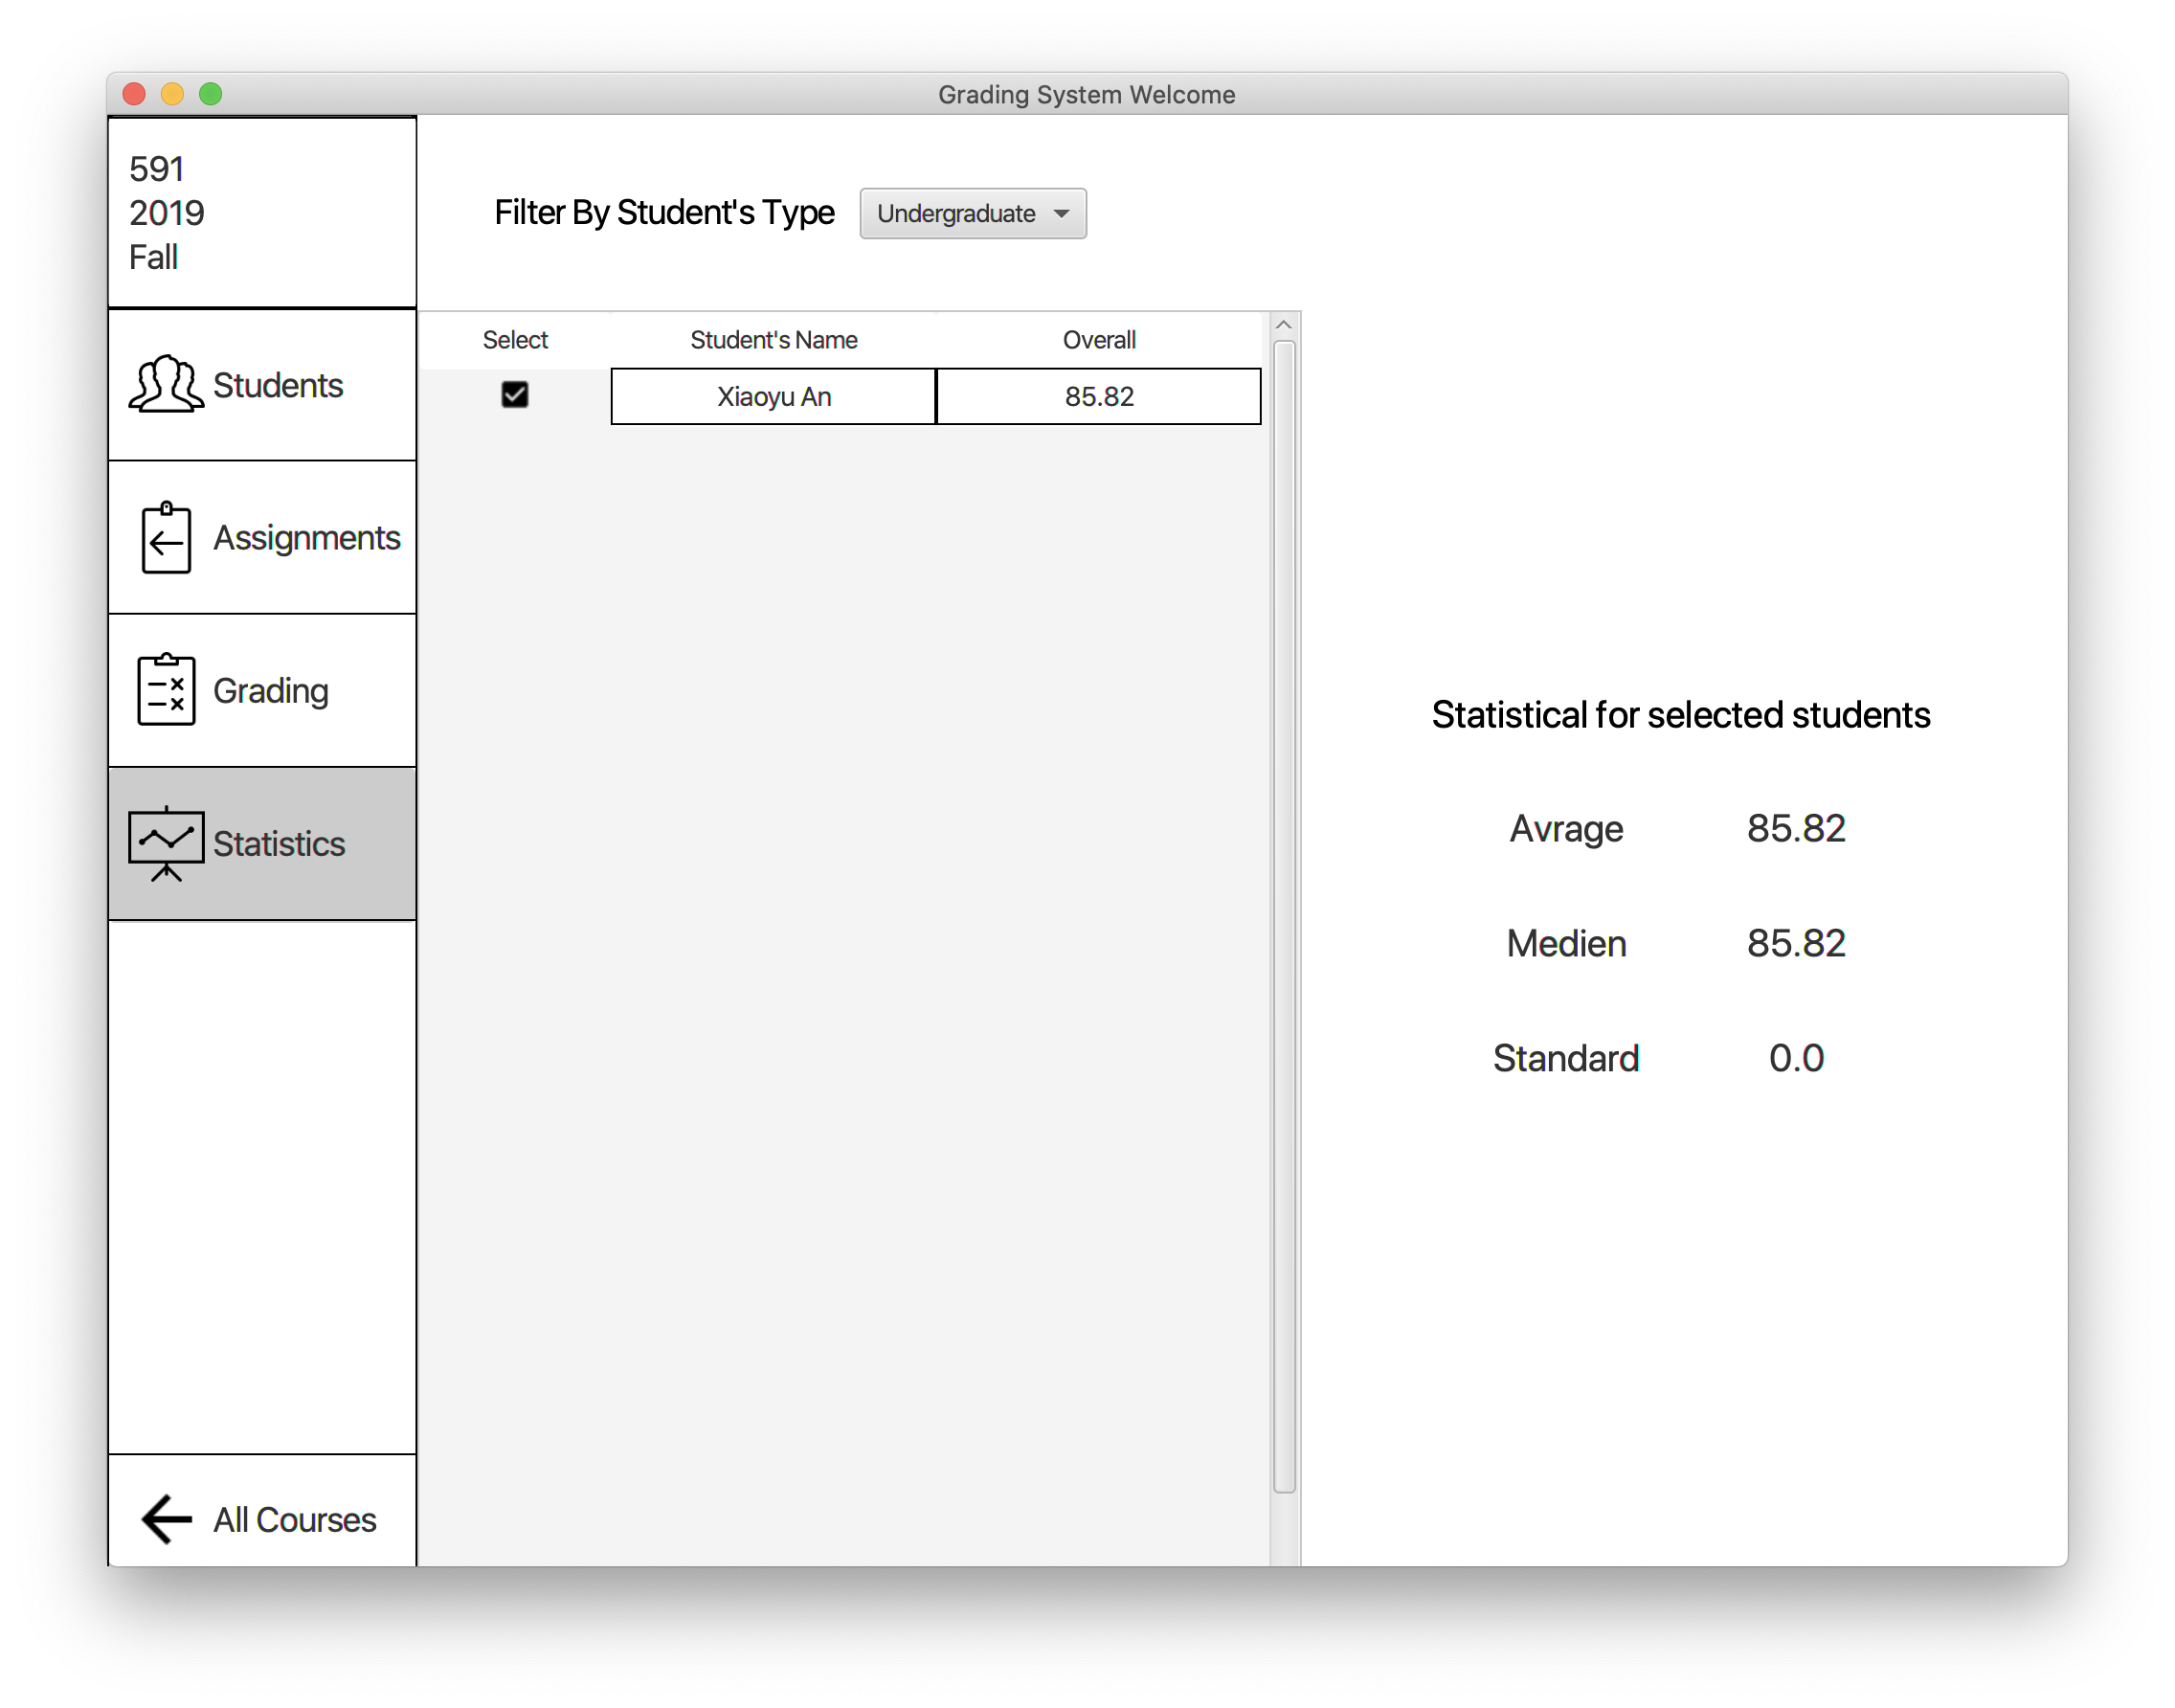 Grading System Welcome
591
2019
Fall
Students
Assignments
Grading
Statistics
All Courses
Filter By Student's Type Undergraduate
Select Student's Name Overall
Xiaoyu An 85.82
Statistical for selected students
Avrage 85.82
Medien 85.82
Standard 0.0